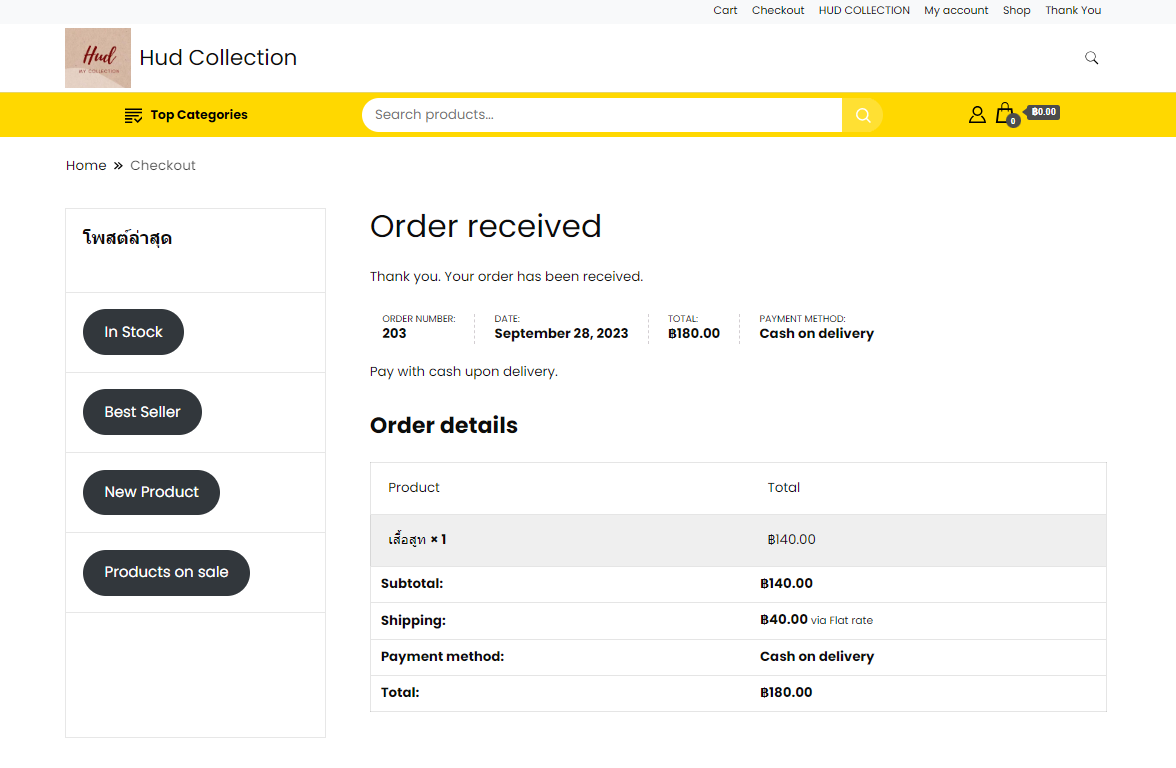 Cart Checkout HUD COLLECTION My account Shop Thank You
Hud
MY COLLECTION
Hud Collection
Top Categories
Search products...
0
฿0.00
Home » Checkout
โพสต์ล่าสุด
In Stock
Best Seller
New Product
Products on sale
Order received
Thank you. Your order has been received.
ORDER NUMBER: DATE: TOTAL: PAYMENT METHOD:
203 September 28, 2023 ฿180.00 Cash on delivery
Pay with cash upon delivery.
Order details
Product Total
เสื้อสูท × 1 ฿140.00
Subtotal: ฿140.00
Shipping: ฿40.00 via Flat rate
Payment method: Cash on delivery
Total: ฿180.00